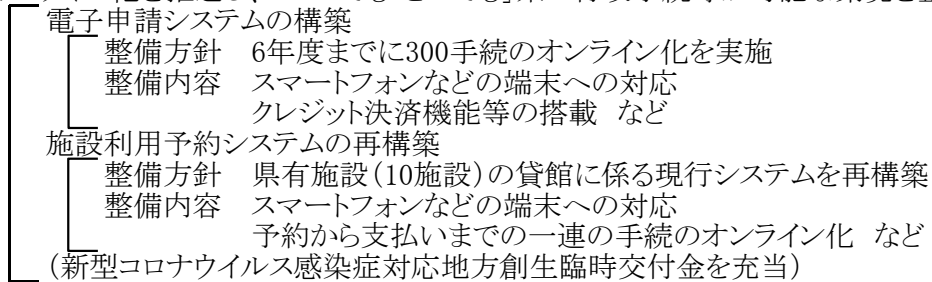 電子申請システムの構築
整備方針 6年度までに300手続のオンライン化を実施
整備内容 スマートフォンなどの端末への対応
クレジット決済機能等の搭載 など
施設利用予約システムの再構築
整備方針 県有施設(10施設)の貸館に係る現行システムを再構築
整備内容 スマートフォンなどの端末への対応
予約から支払いまでの一連の手続のオンライン化 など
(新型コロナウイルス感染症対応地方創生臨時交付金を充当)